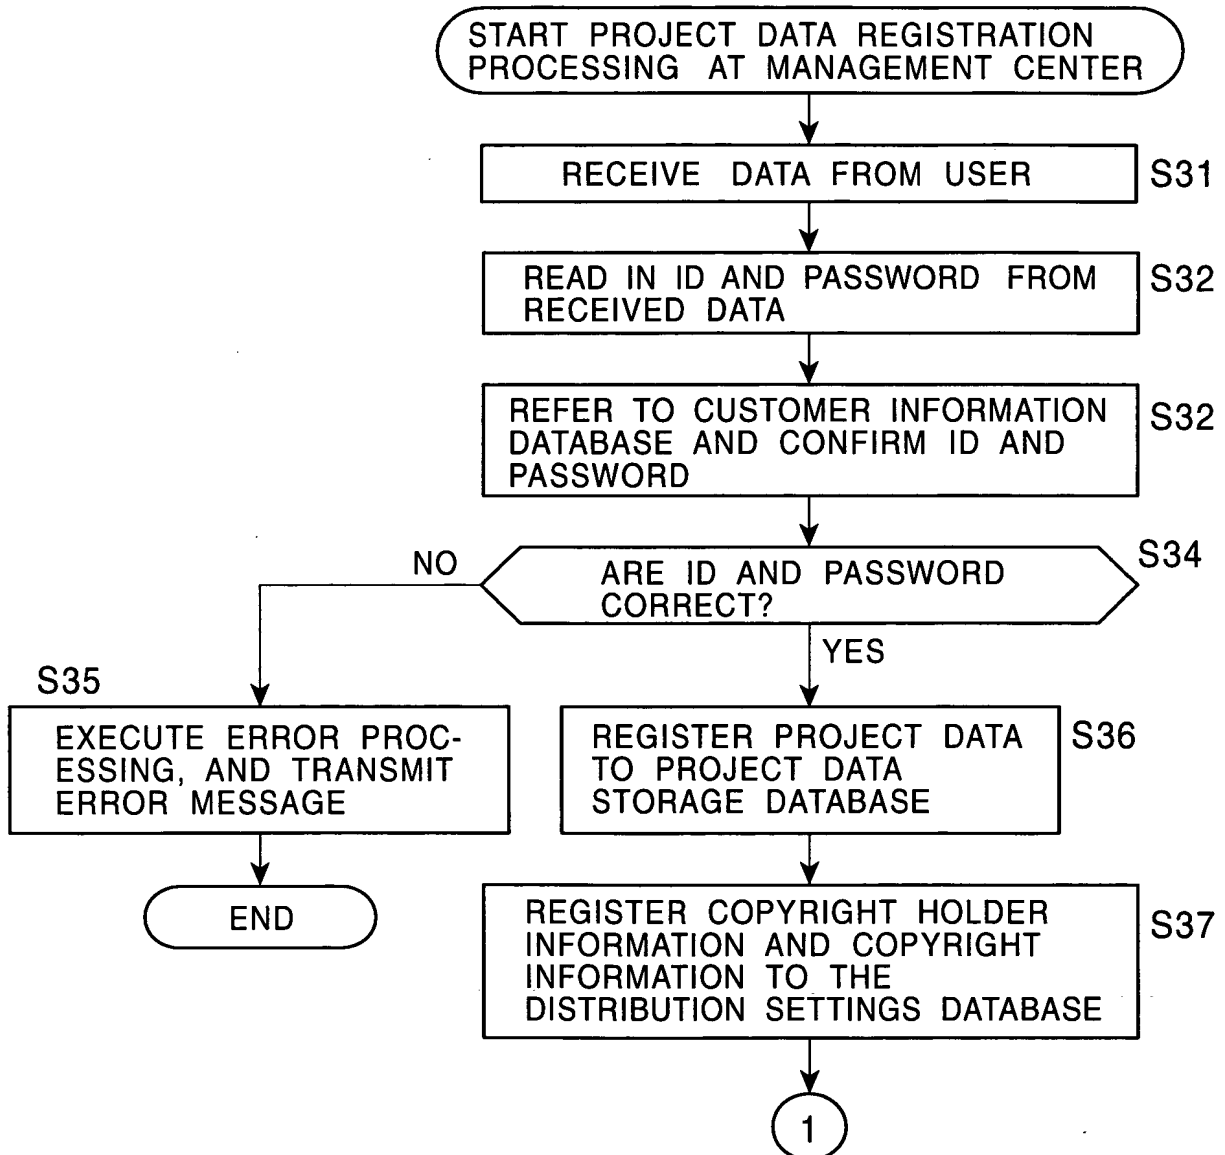 START PROJECT DATA REGISTRATION
PROCESSING AT MANAGEMENT CENTER
RECEIVE DATA FROM USER
S31
READ IN ID AND PASSWORD FROM
RECEIVED DATA
S32
REFER TO CUSTOMER INFORMATION
DATABASE AND CONFIRM ID AND
PASSWORD
S32
ARE ID AND PASSWORD
CORRECT?
S34
NO
YES
S35
EXECUTE ERROR PROC-
ESSING, AND TRANSMIT
ERROR MESSAGE
END
REGISTER PROJECT DATA
TO PROJECT DATA
STORAGE DATABASE
S36
REGISTER COPYRIGHT HOLDER
INFORMATION AND COPYRIGHT
INFORMATION TO THE
DISTRIBUTION SETTINGS DATABASE
S37
1